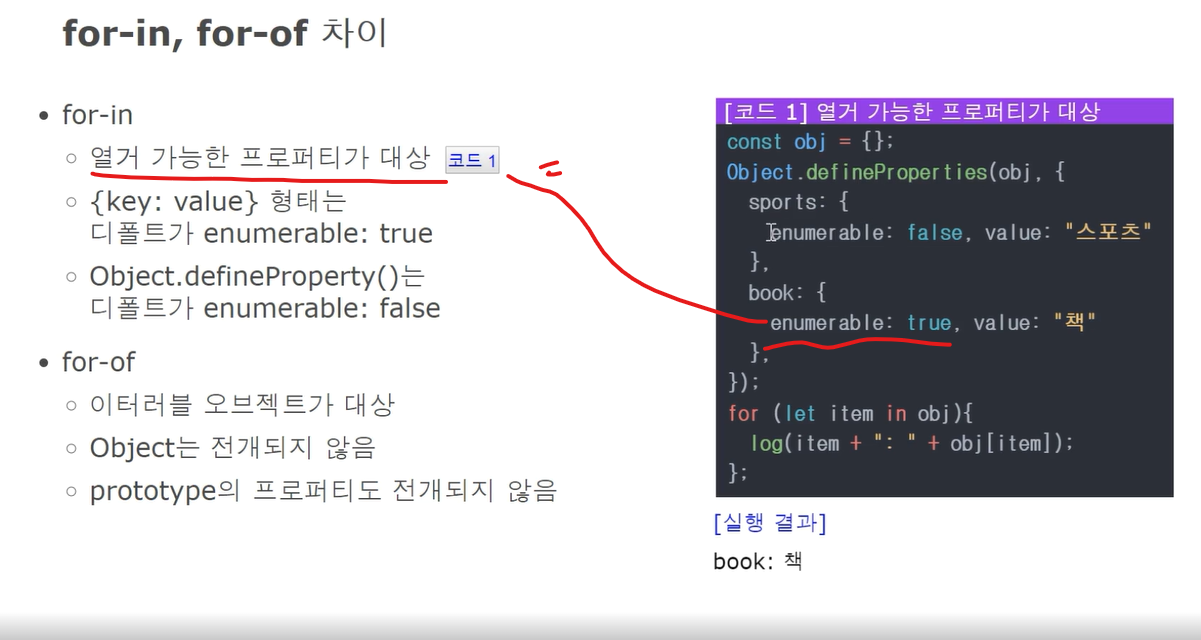 for-in, for-of 차이
for-in
열거 가능한 프로퍼티가 대상 코드 1
{key: value} 형태는
디폴트가 enumerable: true
Object.defineProperty()는
디폴트가 enumerable: false
for-of
이터러블 오브젝트가 대상
Object는 전개되지 않음
prototype의 프로퍼티도 전개되지 않음
[코드 1] 열거 가능한 프로퍼티가 대상
const obj = {};
Object.defineProperties(obj, {
sports: {
enumerable: false, value: "스포츠"
},
book: {
enumerable: true, value: "책"
},
});
for (let item in obj){
log(item + ": " + obj[item]);
};
[실행 결과]
book: 책